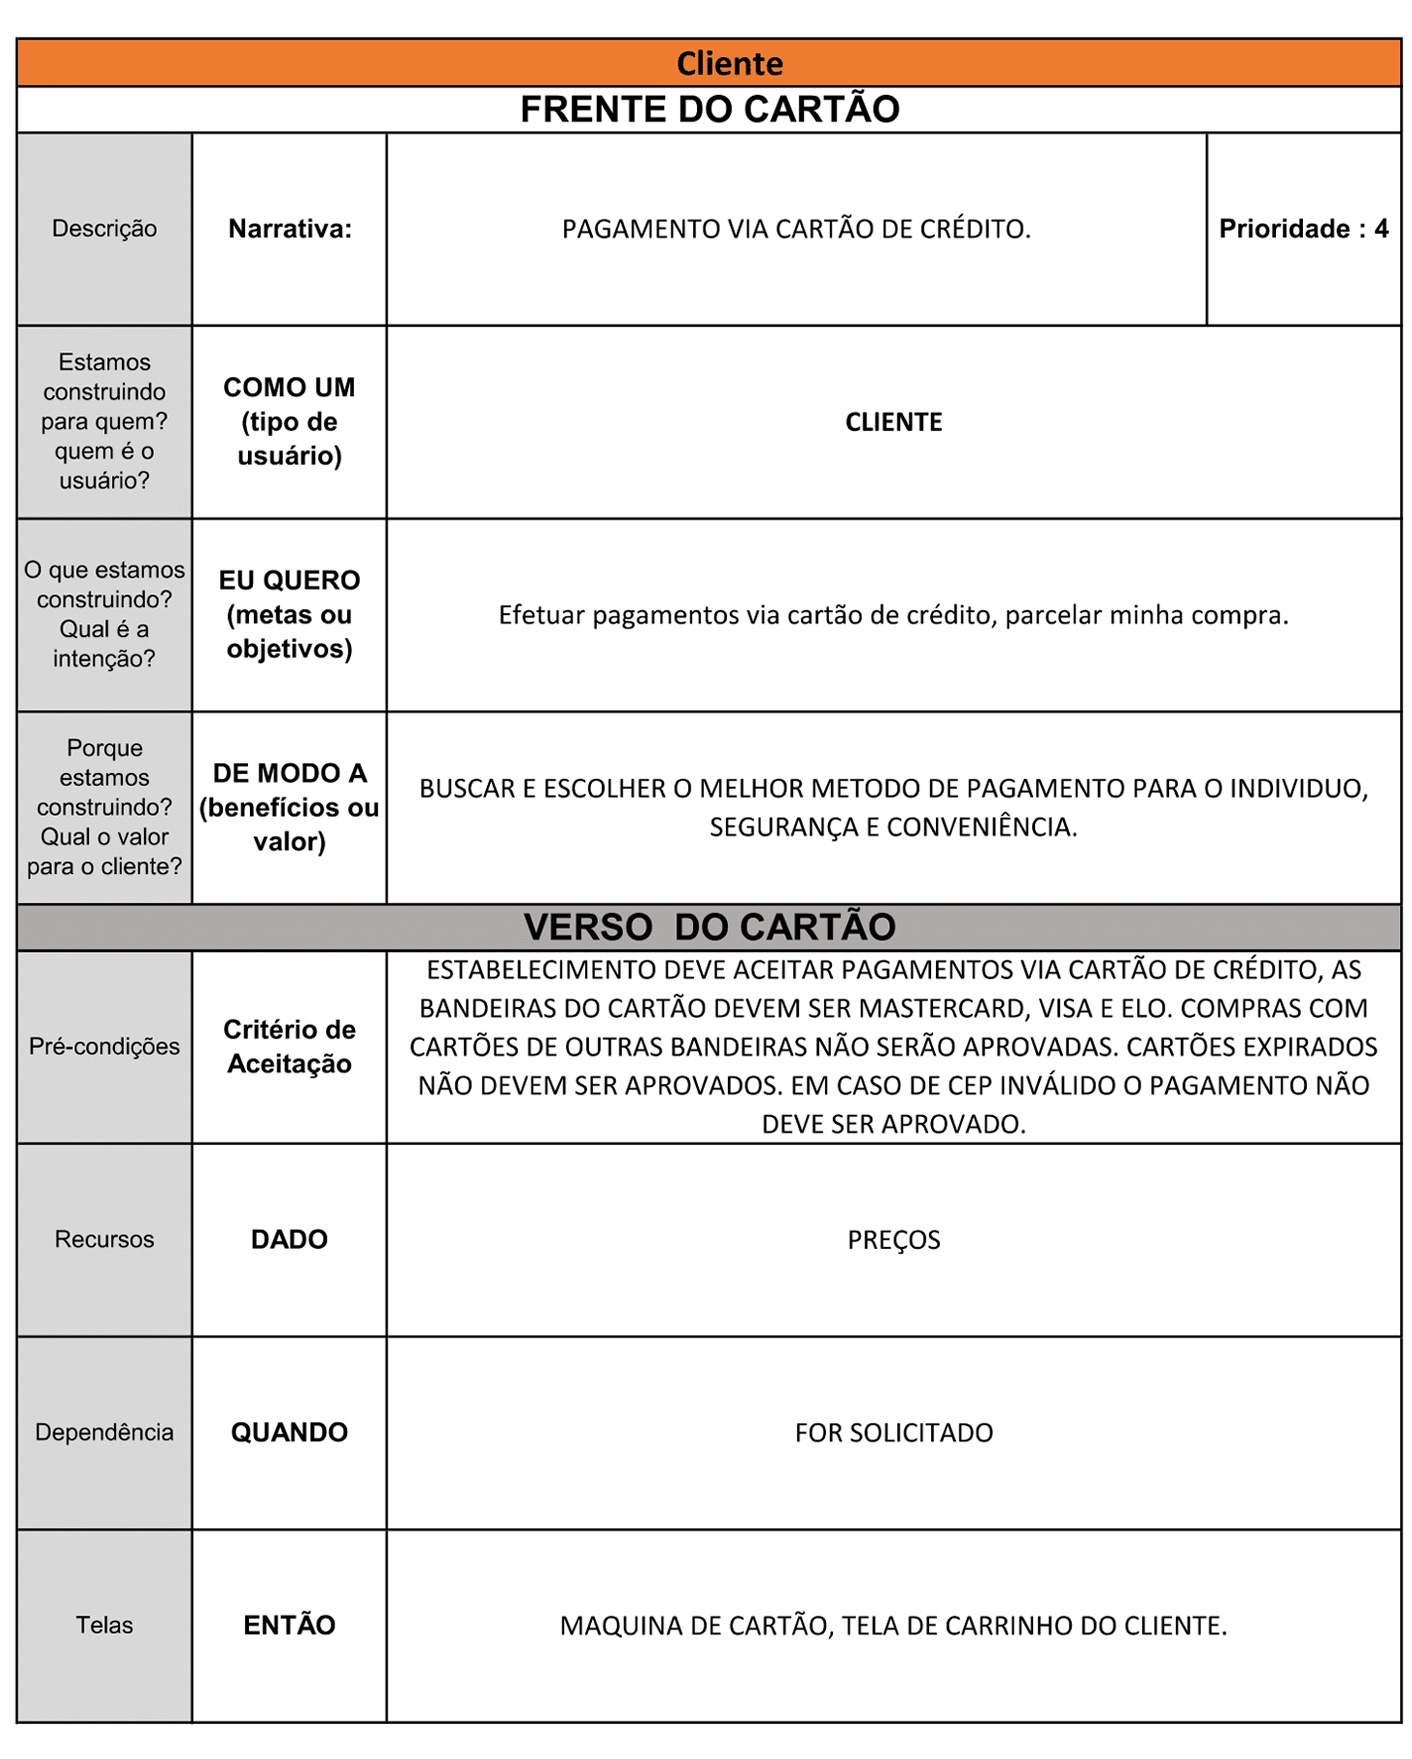 Cliente
FRENTE DO CARTÃO
Descrição
Narrativa:
PAGAMENTO VIA CARTÃO DE CRÉDITO.
Prioridade : 4
Estamos
construindo
para quem?
quem é o
usuário?
COMO UM
(tipo de
usuário)
CLIENTE
O que estamos
construindo?
Qual é a
intenção?
EU QUERO
(metas ou
objetivos)
Efetuar pagamentos via cartão de crédito, parcelar minha compra.
Porque
estamos
construindo?
Qual o valor
para o cliente?
DE MODO A
(benefícios ou
valor)
BUSCAR E ESCOLHER O MELHOR METODO DE PAGAMENTO PARA O INDIVIDUO,
SEGURANÇA E CONVENIÊNCIA.
VERSO  DO CARTÃO
Pré-condições
Critério de
Aceitação
ESTABELECIMENTO DEVE ACEITAR PAGAMENTOS VIA CARTÃO DE CRÉDITO, AS
BANDEIRAS DO CARTÃO DEVEM SER MASTERCARD, VISA E ELO. COMPRAS COM
CARTÕES DE OUTRAS BANDEIRAS NÃO SERÃO APROVADAS. CARTÕES EXPIRADOS
NÃO DEVEM SER APROVADOS. EM CASO DE CEP INVÁLIDO O PAGAMENTO NÃO
DEVE SER APROVADO.
Recursos
DADO
PREÇOS
Dependência
QUANDO
FOR SOLICITADO
Telas
ENTÃO
MAQUINA DE CARTÃO, TELA DE CARRINHO DO CLIENTE.